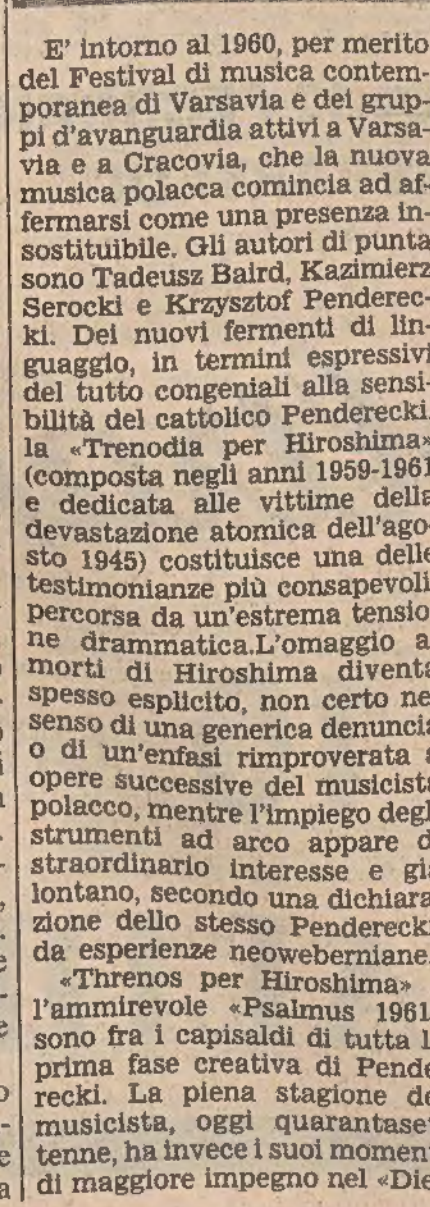 E' intorno al 1960, per merito
del Festival di musica contem-
poranea di Varsavia e dei grup-
pi d'avanguardia attivi a Varsa-
via e a Cracovia, che la nuova
musica polacca comincia ad af-
fermarsi come una presenza in-
sostituibile. Gli autori di punta
sono Tadeusz Baird, Kazimierz
Serocki e Krzysztof Penderec-
ki. Dei nuovi fermenti di lin-
guaggio, in termini espressivi
del tutto congeniali alla sensi-
bilità del cattolico Penderecki,
la «Trenodia per Hiroshima»
(composta negli anni 1959-1961
e dedicata alle vittime della
devastazione atomica dell'ago-
sto 1945) costituisce una delle
testimonianze più consapevoli
percorsa da un'estrema tensio
ne drammatica.L'omaggio a
morti di Hiroshima diventa
spesso esplicito, non certo ne
senso di una generica denuncia
o di un'enfasi rimproverata a
opere successive del musicista
polacco, mentre l'impiego degl
strumenti ad arco appare d
straordinario interesse e già
lontano, secondo una dichiara
zione dello stesso Penderecki
da esperienze neoweberniane.
«Threnos per Hiroshima»
l'ammirevole «Psalmus 1961
sono fra i capisaldi di tutta l
prima fase creativa di Pende
recki. La piena stagione de
musicista, oggi quarantaset
tenne, ha invece i suoi moment
di maggiore impegno nel «Die